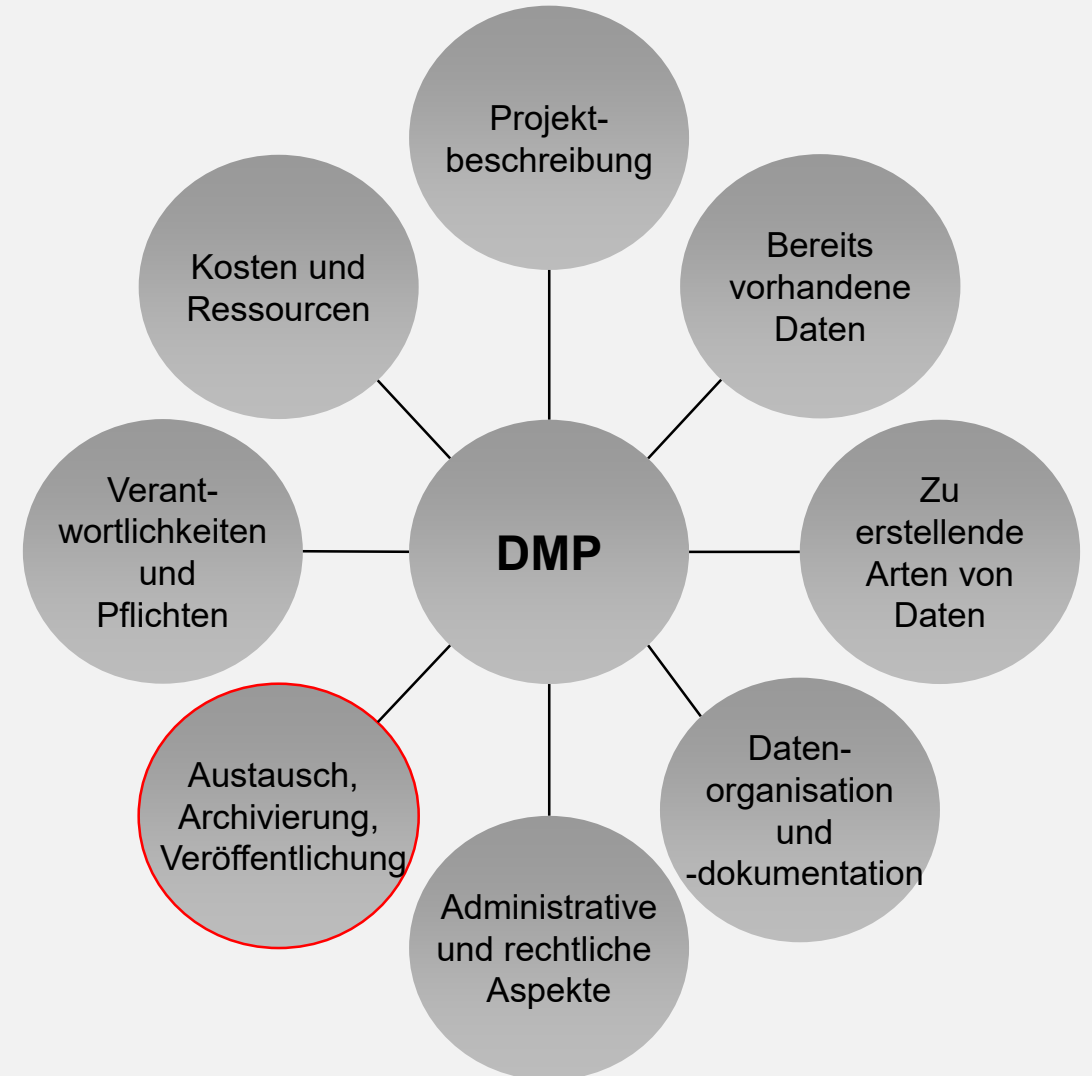 Projekt-
beschreibung
Bereits
vorhandene
Daten
Zu
erstellende
Arten von
Daten
Daten-
organisation
und
-dokumentation
Administrative
und rechtliche
Aspekte
Austausch,
Archivierung,
Veröffentlichung
Verant-
wortlichkeiten
und
Pflichten
Kosten und
Ressourcen
DMP